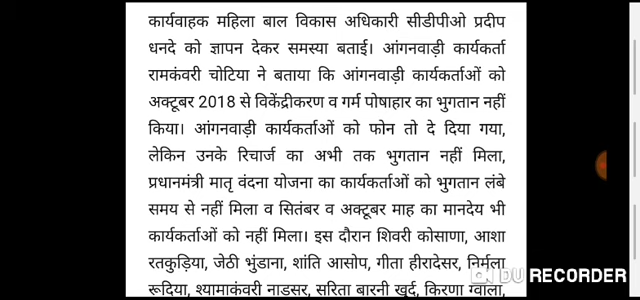 कार्यवाहक महिला बाल विकास अधिकारी सीडीपीओ प्रदीप
धनदे को ज्ञापन देकर समस्या बताई। आंगनवाड़ी कार्यकर्ता
रामकंवरी चोटिया ने बताया कि आंगनवाड़ी कार्यकर्ताओं को
अक्टूबर 2018 से विकेंद्रीकरण व गर्म पोषाहार का भुगतान नहीं
किया। आंगनवाड़ी कार्यकर्ताओं को फोन तो दे दिया गया,
लेकिन उनके रिचार्ज का अभी तक भुगतान नहीं मिला,
प्रधानमंत्री मातृ वंदना योजना का कार्यकर्ताओं को भुगतान लंबे
समय से नहीं मिला व सितंबर व अक्टूबर माह का मानदेय भी
कार्यकर्ताओं को नहीं मिला। इस दौरान शिवरी कोसाणा, आशा
रतकुड़िया, जेठी भुंडाना, शांति आसोप, गीता हीरादेसर, निर्मला
रूदिया, श्यामाकंवरी नाडसर, सरिता बारनी खुर्द, किरणा ग्वाला,
DU RECORDER